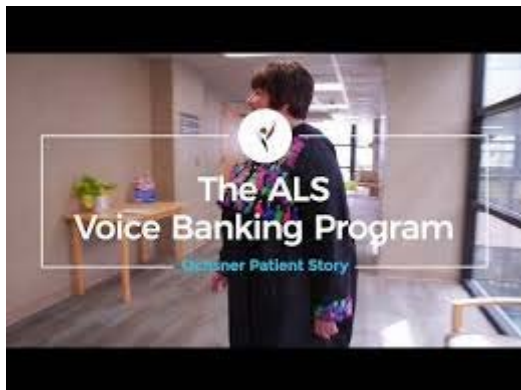 The ALS
Voice Banking Program
Ochsner Patient Story